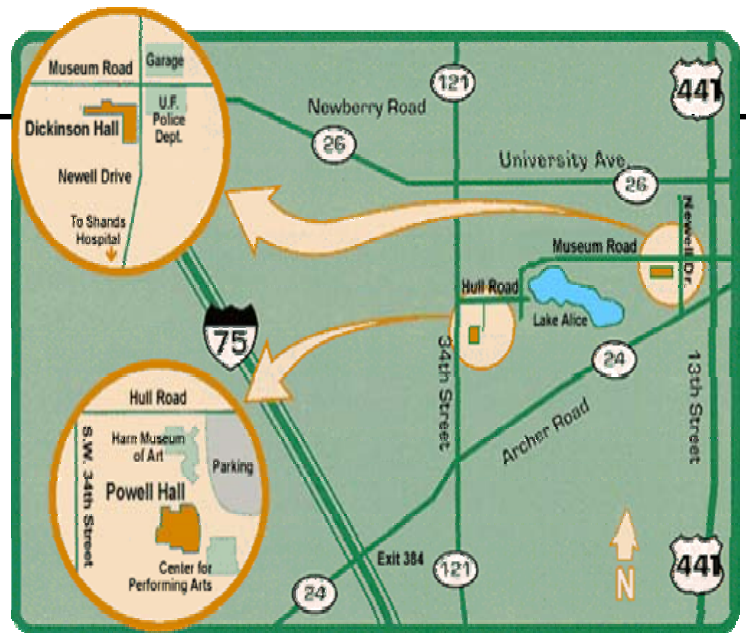 Museum Road
Garage
U.F.
Police
Dept.
Dickinson Hall
Newell Drive
To Shands
Hospital
121
441
Newberry Road
26
University Ave.
26
Newell Dr.
Museum Road
Hull Road
Lake Alice
75
34th Street
24
13th Street
Archer Road
Hull Road
S.W. 34th Street
Harn Museum
of Art
Parking
Powell Hall
Center for
Performing Arts
Exit 384
121
24
441
N